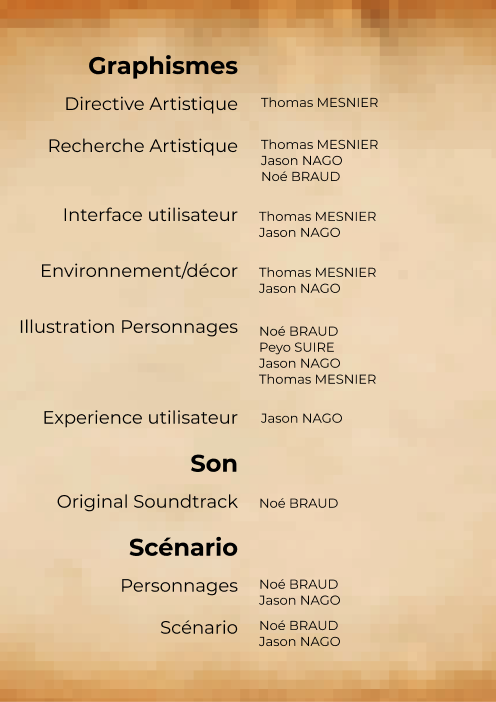 Graphismes
Directive Artistique Thomas MESNIER
Recherche Artistique Thomas MESNIER
Jason NAGO
Noé BRAUD
Interface utilisateur Thomas MESNIER
Jason NAGO
Environnement/décor Thomas MESNIER
Jason NAGO
Illustration Personnages Noé BRAUD
Peyo SUIRE
Jason NAGO
Thomas MESNIER
Experience utilisateur Jason NAGO
Son
Original Soundtrack Noé BRAUD
Scénario
Personnages Noé BRAUD
Jason NAGO
Scénario Noé BRAUD
Jason NAGO